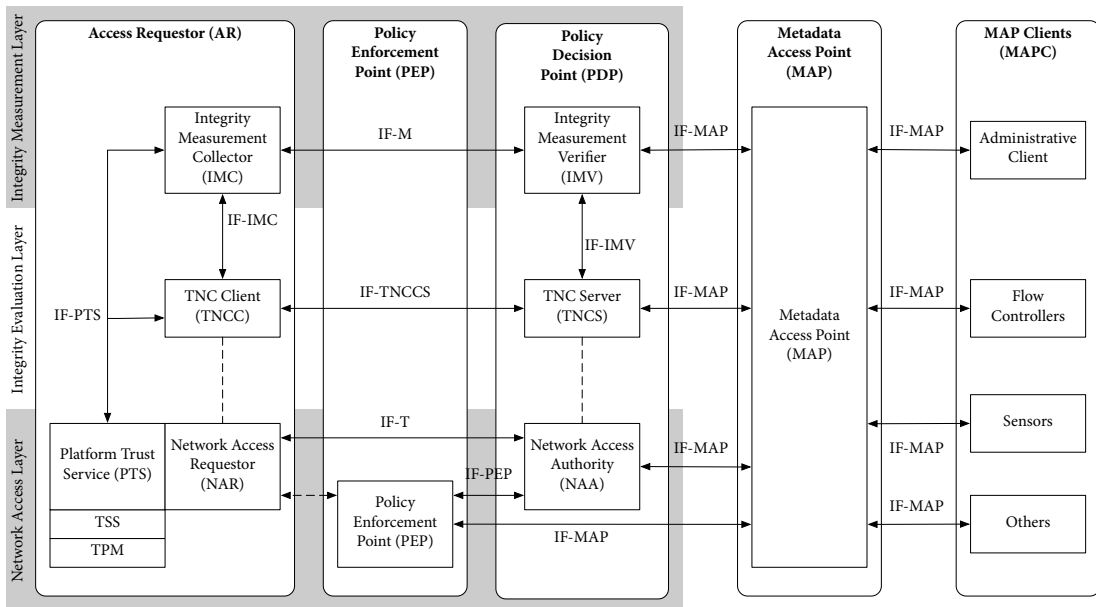 Integrity Measurement Layer
Integrity Evaluation Layer
Network Access Layer
Access Requestor (AR)
Policy
Enforcement
Point (PEP)
Policy
Decision
Point (PDP)
Metadata
Access Point
(MAP)
MAP Clients
(MAPC)
Integrity
Measurement
Collector
(IMC)
IF-M
Integrity
Measurement
Verifier
(IMV)
IF-MAP
IF-MAP
Administrative
Client
IF-IMC
IF-IMV
IF-PTS
TNC Client
(TNCC)
IF-TNCCS
TNC Server
(TNCS)
IF-MAP
Metadata
Access Point
(MAP)
IF-MAP
Flow
Controllers
Platform Trust
Service (PTS)
TSS
TPM
Network Access
Requestor
(NAR)
IF-T
Network Access
Authority
(NAA)
IF-MAP
IF-MAP
Sensors
IF-PEP
Policy
Enforcement
Point (PEP)
IF-MAP
IF-MAP
Others